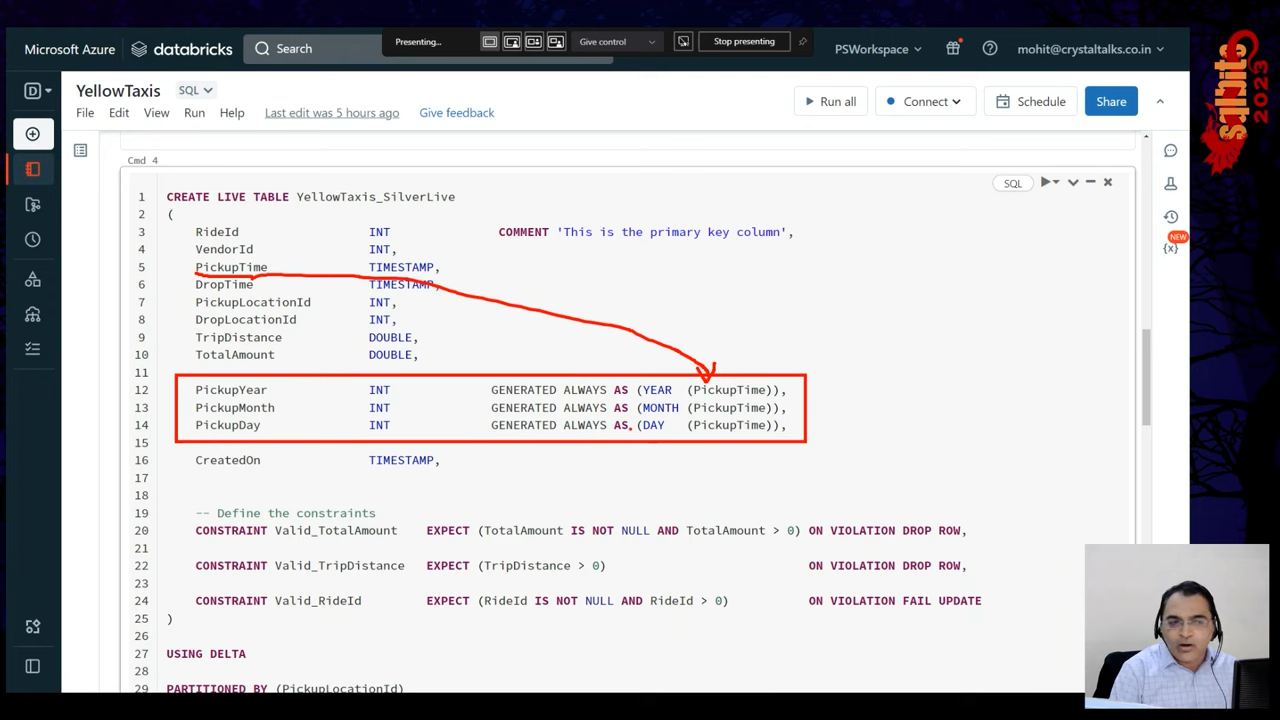 Microsoft Azure databricks Search Presenting... Give control Stop presenting PSWorkspace mohit@crystaltalks.co.in
sqlbits 2023
D YellowTaxis SQL
File Edit View Run Help Last edit was 5 hours ago Give feedback Run all Connect Schedule Share
Cmd 4
SQL
NEW
{x}
1 CREATE LIVE TABLE YellowTaxis_SilverLive
2 (
3 RideId INT COMMENT 'This is the primary key column',
4 VendorId INT,
5 PickupTime TIMESTAMP,
6 DropTime TIMESTAMP,
7 PickupLocationId INT,
8 DropLocationId INT,
9 TripDistance DOUBLE,
10 TotalAmount DOUBLE,
11
12 PickupYear INT GENERATED ALWAYS AS (YEAR (PickupTime)),
13 PickupMonth INT GENERATED ALWAYS AS (MONTH (PickupTime)),
14 PickupDay INT GENERATED ALWAYS AS (DAY (PickupTime)),
15
16 CreatedOn TIMESTAMP,
17
18
19 -- Define the constraints
20 CONSTRAINT Valid_TotalAmount EXPECT (TotalAmount IS NOT NULL AND TotalAmount > 0) ON VIOLATION DROP ROW,
21
22 CONSTRAINT Valid_TripDistance EXPECT (TripDistance > 0) ON VIOLATION DROP ROW,
23
24 CONSTRAINT Valid_RideId EXPECT (RideId IS NOT NULL AND RideId > 0) ON VIOLATION FAIL UPDATE
25 )
26
27 USING DELTA
28
29 PARTITIONED BY (PickupLocationId)